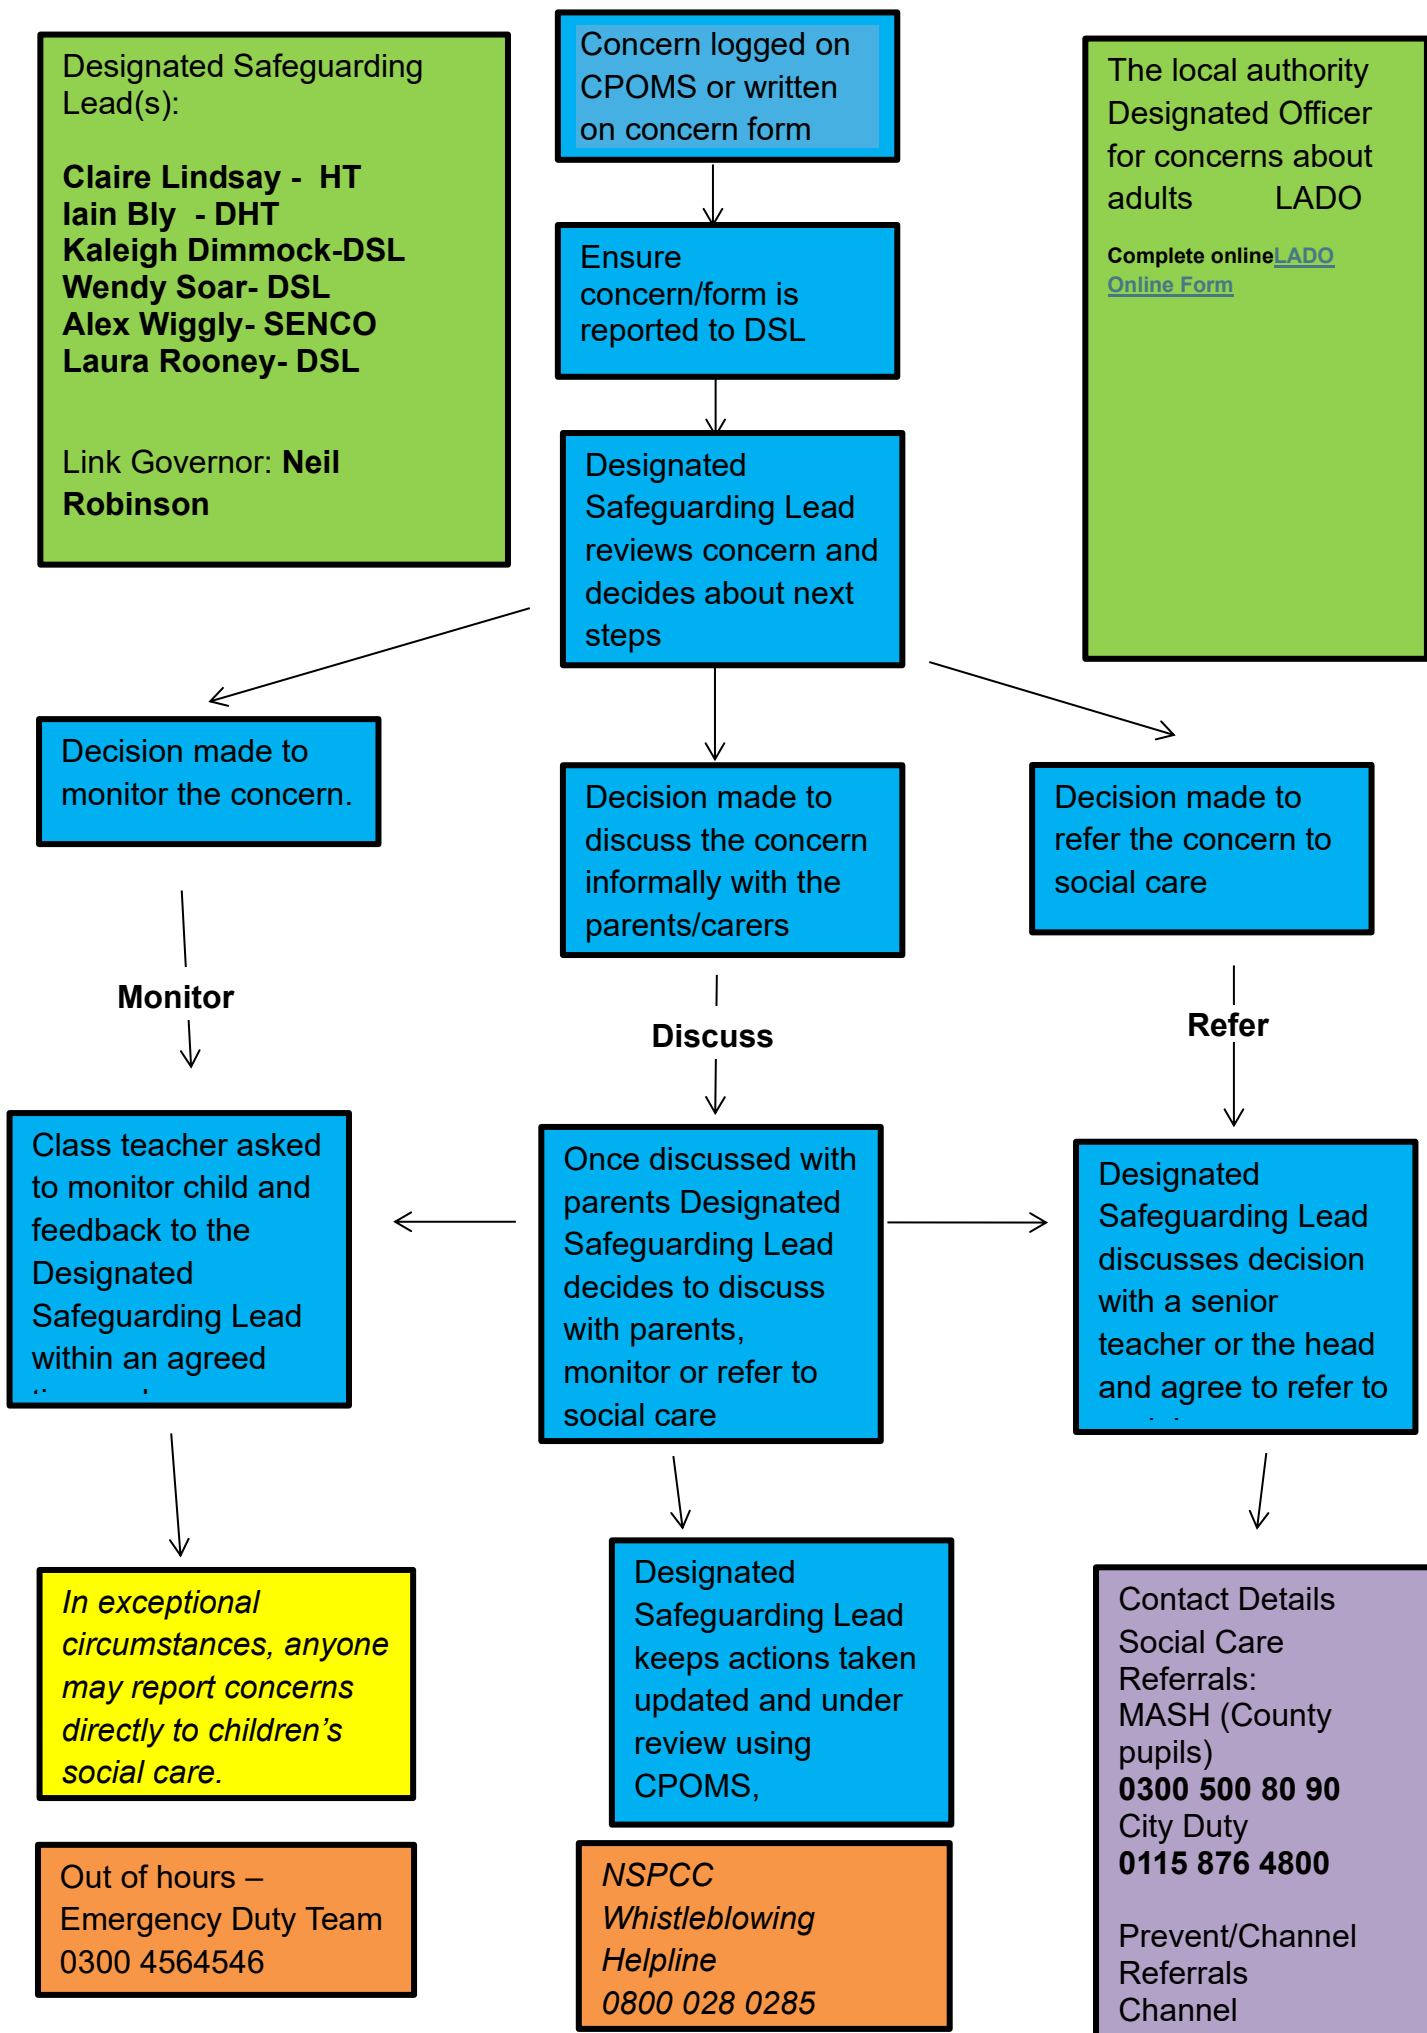 Designated Safeguarding
Lead(s):
Claire Lindsay -  HT
Iain Bly  - DHT
Kaleigh Dimmock-DSL
Wendy Soar- DSL
Alex Wiggly- SENCO
Laura Rooney- DSL
Link Governor: Neil
Robinson
Concern logged on
CPOMS or written
on concern form
The local authority
Designated Officer
for concerns about
adults LADO
Complete onlineLADO
Online Form
Ensure
concern/form is
reported to DSL
Designated
Safeguarding Lead
reviews concern and
decides about next
steps
Decision made to
monitor the concern.
Decision made to
discuss the concern
informally with the
parents/carers
Decision made to
refer the concern to
social care
Monitor
Discuss
Refer
Class teacher asked
to monitor child and
feedback to the
Designated
Safeguarding Lead
within an agreed
Once discussed with
parents Designated
Safeguarding Lead
decides to discuss
with parents,
monitor or refer to
social care
Designated
Safeguarding Lead
discusses decision
with a senior
teacher or the head
and agree to refer to
In exceptional
circumstances, anyone
may report concerns
directly to children’s
social care.
Designated
Safeguarding Lead
keeps actions taken
updated and under
review using
CPOMS,
Contact Details
Social Care
Referrals:
MASH (County
pupils)
0300 500 80 90
City Duty
0115 876 4800
Prevent/Channel
Referrals
Channel
Out of hours –
Emergency Duty Team
0300 4564546
NSPCC
Whistleblowing
Helpline
0800 028 0285